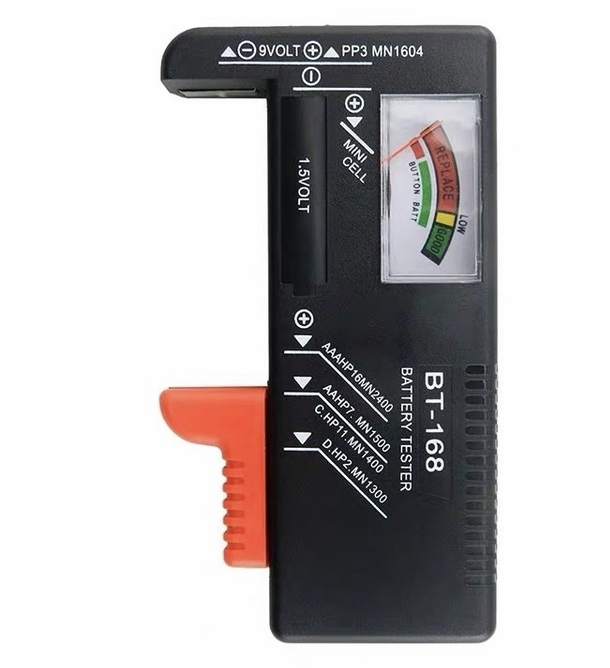 9VOLT PP3 MN1604
MINI
CELL
1.5VOLT
REPLACE
LOW
GOOD
BUTTON BATT
AAAHP16MN2400
AAHP7. MN1500
C.HP11.MN1400
D.HP2.MN1300
BT-168
BATTERY TESTER